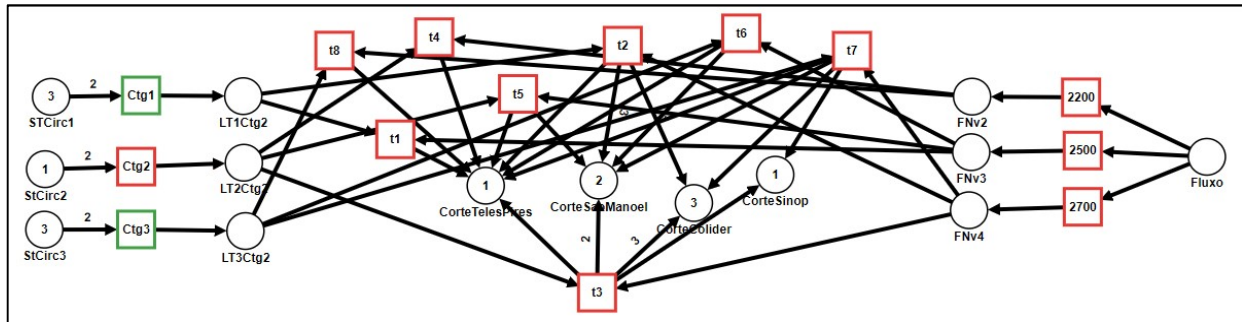 t8
t4
t2
t6
t7
3
STCirc1
2
Ctg1
LT1Ctg2
t5
3
FNv2
2200
t1
1
StCirc2
2
Ctg2
LT2Ctg2
1
CorteTelesPires
2
CorteSaoManoel
3
CorteColider
1
CorteSinop
FNv3
2500
Fluxo
3
StCirc3
2
Ctg3
LT3Ctg2
2
3
FNv4
2700
t3